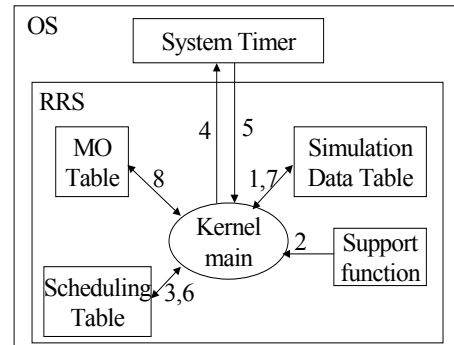 OS
System Timer
RRS
4
5
MO
Table
Simulation
Data Table
8
1,7
Kernel
main
2
Support
function
Scheduling
Table
3,6